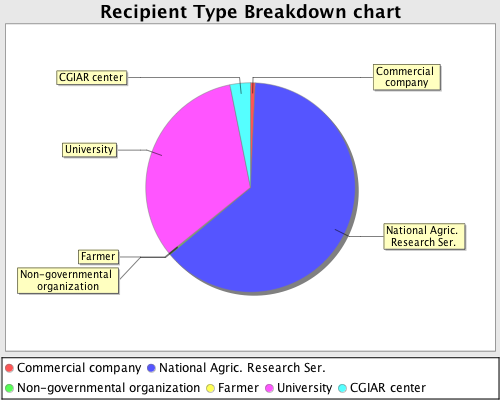 Recipient Type Breakdown chart
CGIAR center
Commercial
company
University
National Agric.
Research Ser.
Farmer
Non-governmental
organization
Commercial company National Agric. Research Ser.
Non-governmental organization Farmer University CGIAR center